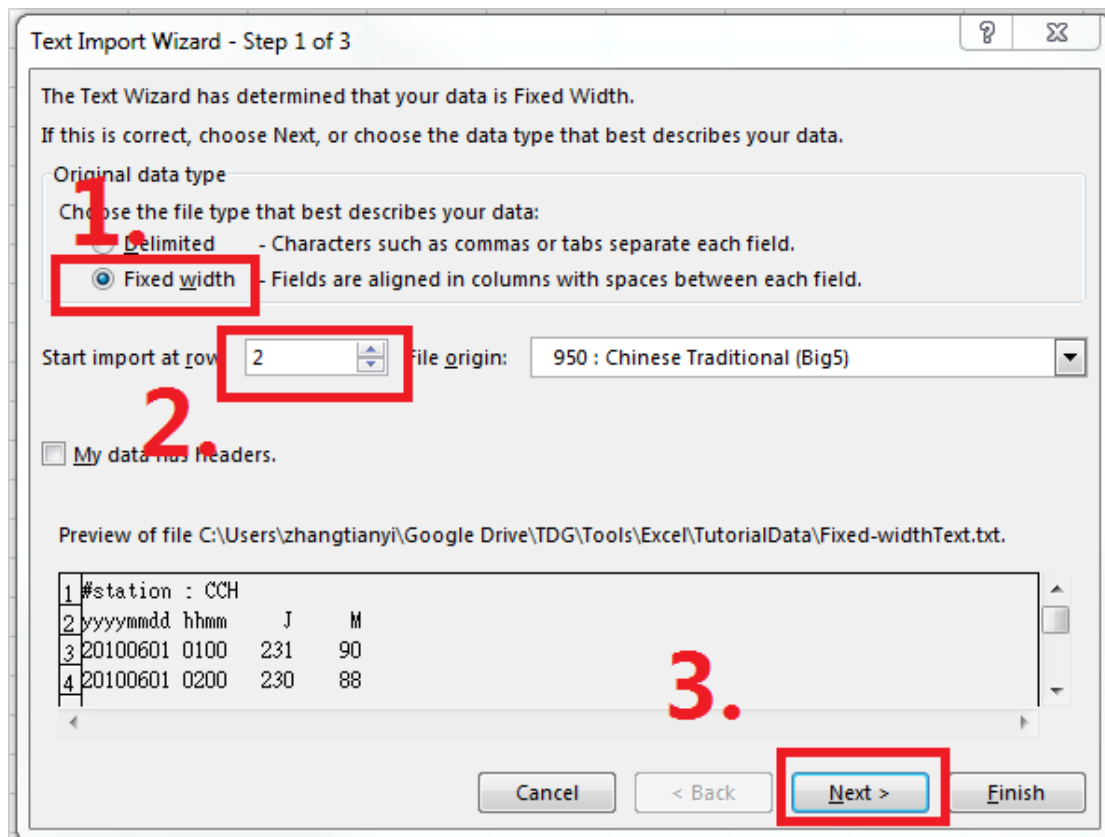 Text Import Wizard - Step 1 of 3
The Text Wizard has determined that your data is Fixed Width.
If this is correct, choose Next, or choose the data type that best describes your data.
Original data type
1.
Choose the file type that best describes your data:
Delimited - Characters such as commas or tabs separate each field.
Fixed width - Fields are aligned in columns with spaces between each field.
Start import at row 2 File origin: 950 : Chinese Traditional (Big5)
2.
My data has headers.
Preview of file C:\Users\zhangtianyi\Google Drive\TDG\Tools\Excel\TutorialData\Fixed-widthText.txt.
1 #station : CCH
2 yyyymmdd hhmm J M
3 20100601 0100 231 90
4 20100601 0200 230 88
3.
Cancel < Back Next > Finish